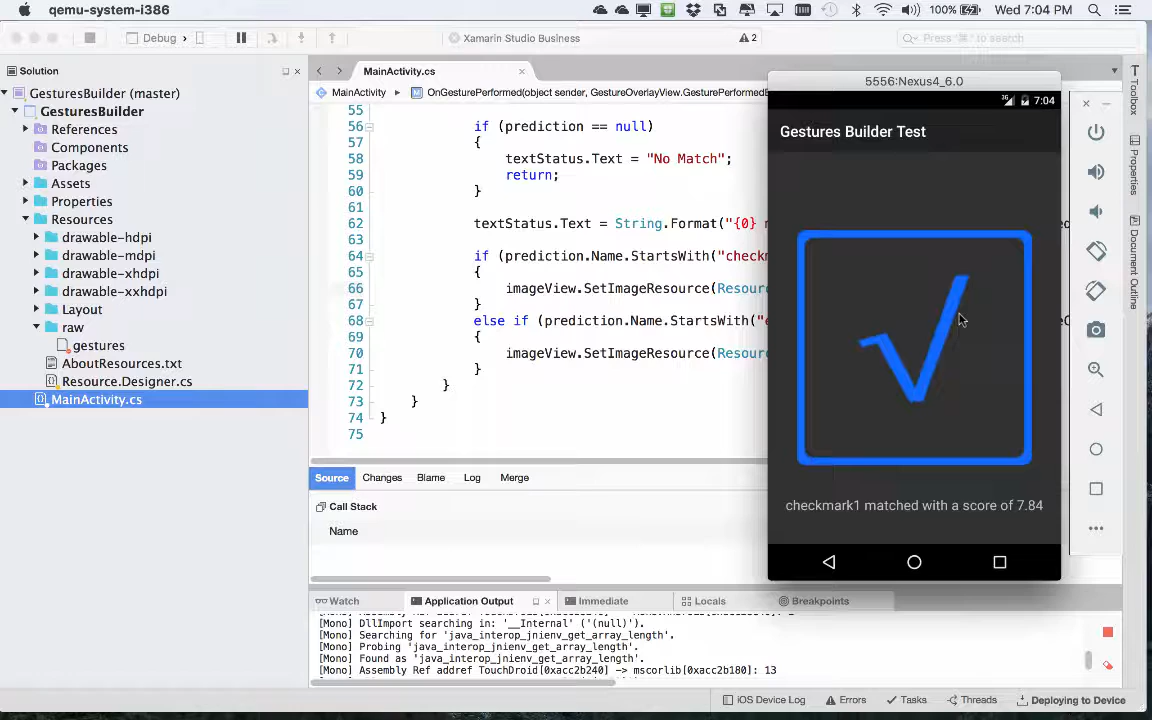 qemu-system-i386
100%
Wed 7:04 PM
Debug
Xamarin Studio Business
2
Press '⌘.' to search
Solution
GesturesBuilder (master)
GesturesBuilder
References
Components
Packages
Assets
Properties
Resources
drawable-hdpi
drawable-mdpi
drawable-xhdpi
drawable-xxhdpi
Layout
raw
gestures
AboutResources.txt
Resource.Designer.cs
MainActivity.cs
MainActivity.cs
MainActivity
OnGesturePerformed(object sender, GestureOverlayView.GesturePerformedE
55
56 if (prediction == null)
57 {
58 textStatus.Text = "No Match";
59 return;
60 }
61
62 textStatus.Text = String.Format("{0}
63
64 if (prediction.Name.StartsWith("checkm
65 {
66 imageView.SetImageResource(Resourc
67 }
68 else if (prediction.Name.StartsWith("e
69 {
70 imageView.SetImageResource(Resourc
71 }
72 }
73 }
74 }
75
Source
Changes
Blame
Log
Merge
Call Stack
Name
Watch
Application Output
Immediate
Locals
Breakpoints
[Mono] DllImport searching in: '__Internal' ('(null)').
[Mono] Searching for 'java_interop_jnienv_get_array_length'.
[Mono] Probing 'java_interop_jnienv_get_array_length'.
[Mono] Found as 'java_interop_jnienv_get_array_length'.
[Mono] Assembly Ref addref TouchDroid[0xacc2b240] -> mscorlib[0xacc2b180]: 13
iOS Device Log
Errors
Tasks
Threads
Deploying to Device
5556:Nexus4_6.0
7:04
Gestures Builder Test
checkmark1 matched with a score of 7.84
Toolbox
Properties
Document Outline